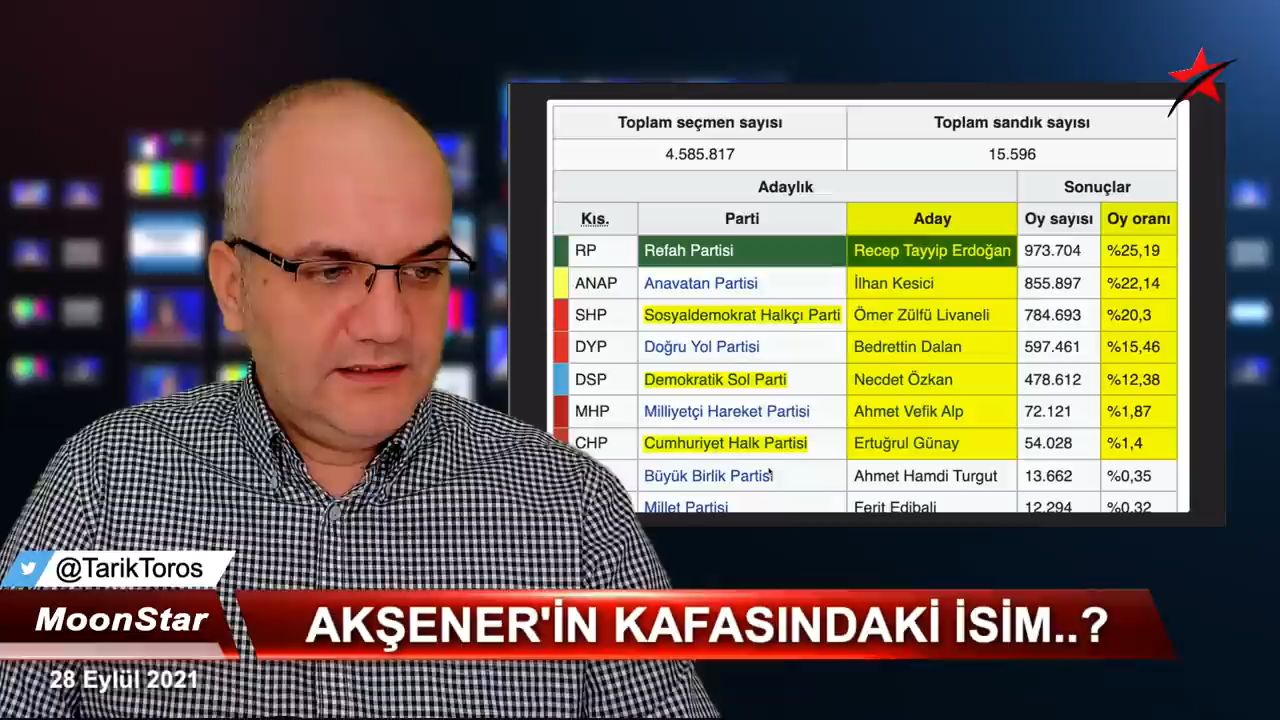 Toplam seçmen sayısı Toplam sandık sayısı
4.585.817 15.596
Adaylık Sonuçlar
Kıs. Parti Aday Oy sayısı Oy oranı
RP Refah Partisi Recep Tayyip Erdoğan 973.704 %25,19
ANAP Anavatan Partisi İlhan Kesici 855.897 %22,14
SHP Sosyaldemokrat Halkçı Parti Ömer Zülfü Livaneli 784.693 %20,3
DYP Doğru Yol Partisi Bedrettin Dalan 597.461 %15,46
DSP Demokratik Sol Parti Necdet Özkan 478.612 %12,38
MHP Milliyetçi Hareket Partisi Ahmet Vefik Alp 72.121 %1,87
CHP Cumhuriyet Halk Partisi Ertuğrul Günay 54.028 %1,4
Büyük Birlik Partisi Ahmet Hamdi Turgut 13.662 %0,35
Millet Partisi Ferit Edibali 12.294 %0,32
@TarikToros
MoonStar AKŞENER'İN KAFASINDAKİ İSİM..?
28 Eylül 2021